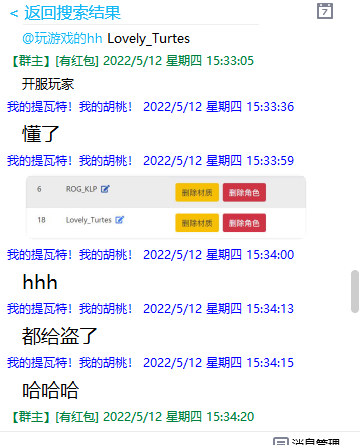 < 返回搜索结果
@玩游戏的hh Lovely_Turtes
【群主】[有红包] 2022/5/12 星期四 15:33:05
开服玩家
我的提瓦特！我的胡桃！ 2022/5/12 星期四 15:33:36
懂了
我的提瓦特！我的胡桃！ 2022/5/12 星期四 15:33:59
6 ROG_KLP 删除材质 删除角色
18 Lovely_Turtes 删除材质 删除角色
我的提瓦特！我的胡桃！ 2022/5/12 星期四 15:34:00
hhh
我的提瓦特！我的胡桃！ 2022/5/12 星期四 15:34:13
都给盗了
我的提瓦特！我的胡桃！ 2022/5/12 星期四 15:34:15
哈哈哈
【群主】[有红包] 2022/5/12 星期四 15:34:20
消息管理